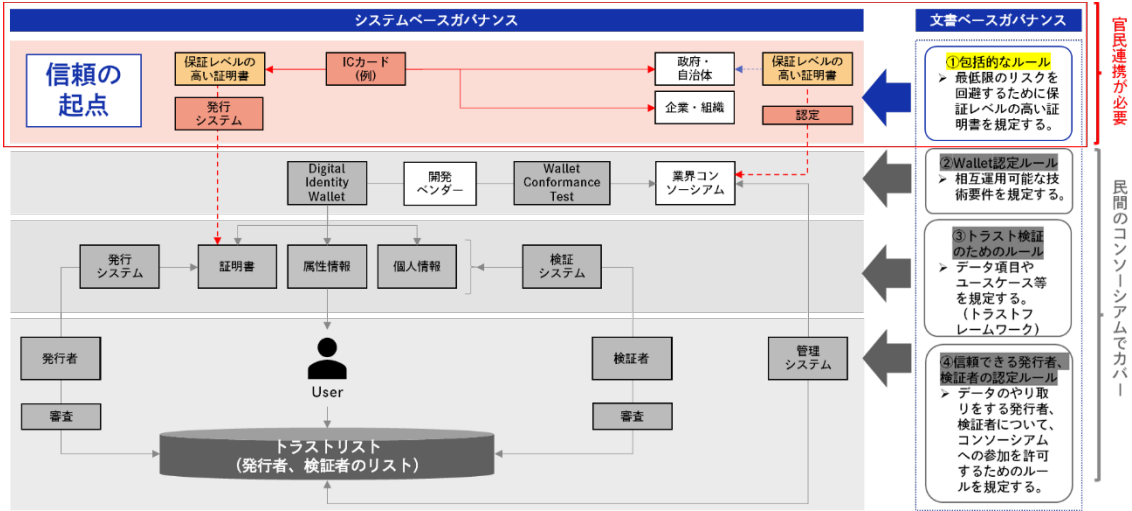 システムベースガバナンス
文書ベースガバナンス
信頼の
起点
保証レベルの
高い証明書
ICカード
(例)
政府・
自治体
保証レベルの
高い証明書
発行
システム
企業・組織
認定
①包括的なルール
➢ 最低限のリスクを
回避するために保
証レベルの高い証
明書を規定する。
官民連携が必要
Digital
Identity
Wallet
開発
ベンダー
Wallet
Conformance
Test
業界コン
ソーシアム
②Wallet認定ルール
➢ 相互運用可能な技
術要件を規定する。
発行
システム
証明書
属性情報
個人情報
検証
システム
③トラスト検証
のためのルール
➢ データ項目や
ユースケース等
を規定する。
（トラストフ
レームワーク）
発行者
User
検証者
管理
システム
審査
審査
トラストリスト
（発行者、検証者のリスト）
④信頼できる発行者、
検証者の認定ルール
➢ データのやり取
りをする発行者、
検証者について、
コンソーシアム
への参加を許可
するためのルー
ルを規定する。
民間のコンソーシアムでカバー